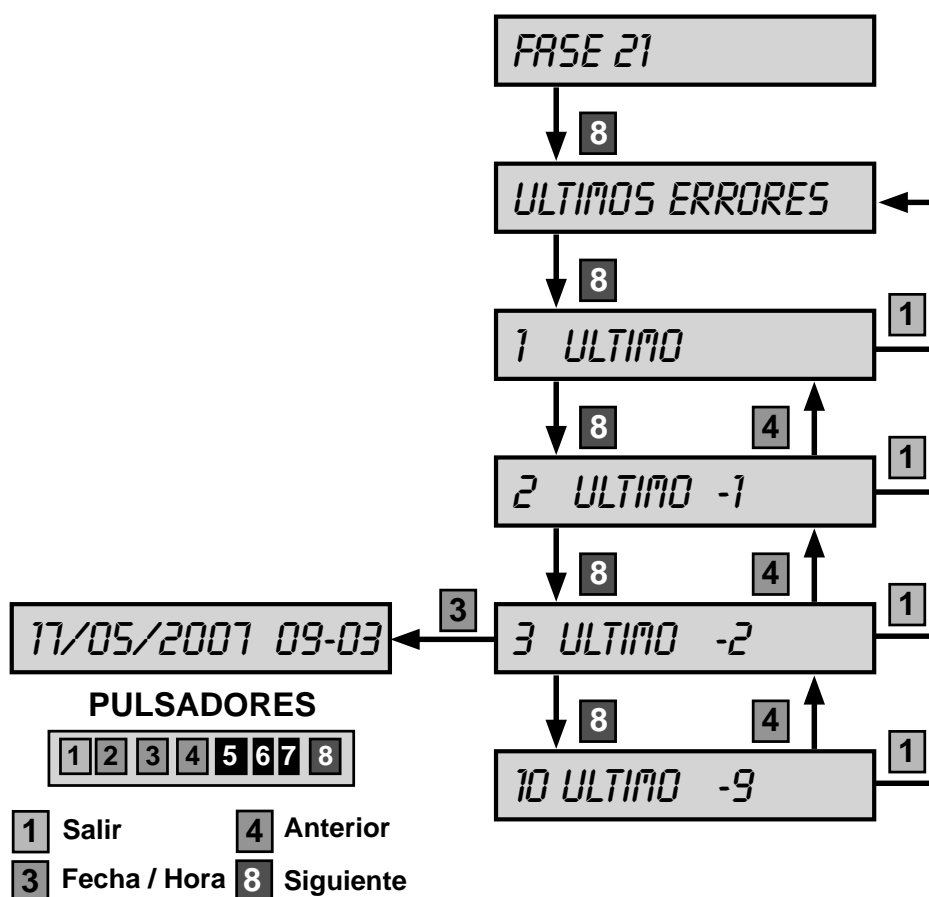 FASE 21
8
ULTIMOS ERRORES
8
1 ULTIMO
1
8
4
2 ULTIMO -1
1
8
4
3 ULTIMO -2
1
3
17/05/2007 09-03
8
4
10 ULTIMO -9
1
PULSADORES
1 2 3 4 5 6 7 8
1 Salir
4 Anterior
3 Fecha / Hora
8 Siguiente